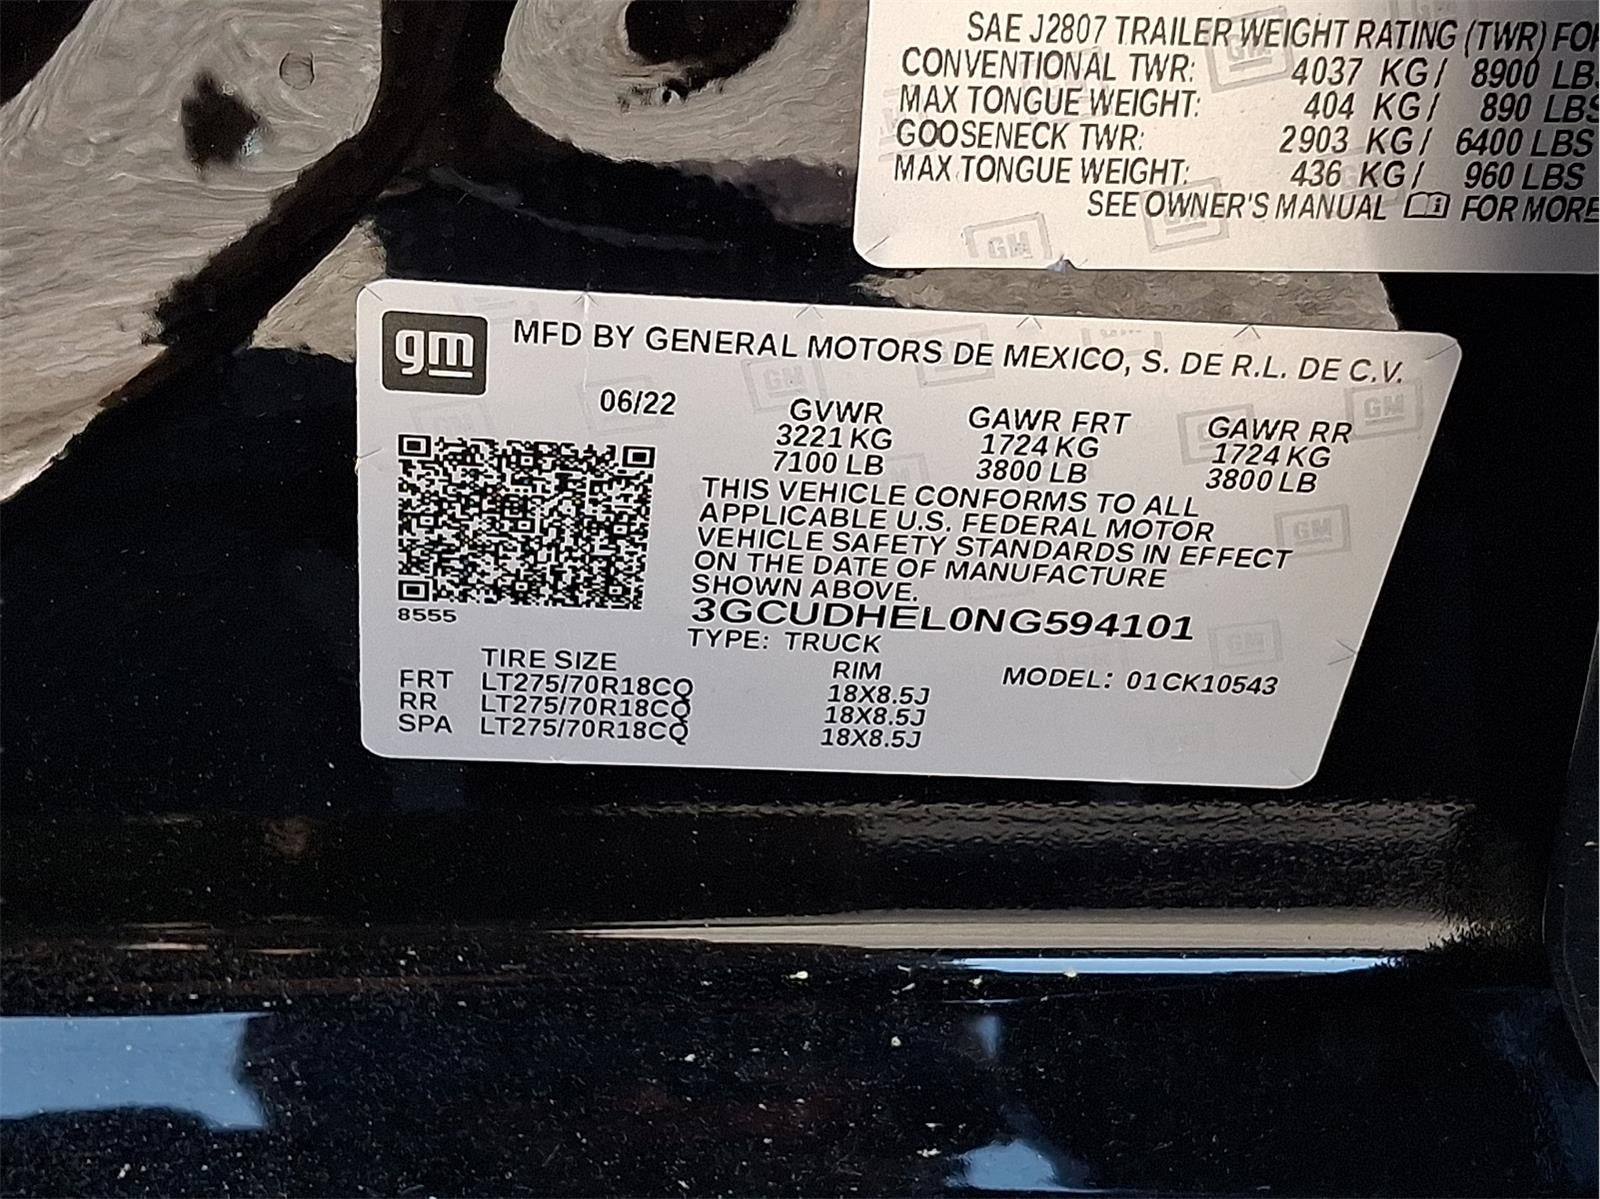 SAE J2807 TRAILER WEIGHT RATING (TWR) FOR
CONVENTIONAL TWR: 4037 KG/ 8900 LBS
MAX TONGUE WEIGHT: 404 KG/ 890 LBS
GOOSENECK TWR: 2903 KG/ 6400 LBS
MAX TONGUE WEIGHT: 436 KG/ 960 LBS
SEE OWNER'S MANUAL FOR MORE
GM GM
gm MFD BY GENERAL MOTORS DE MEXICO, S. DE R.L. DE C.V.
06/22 GVWR GAWR FRT GAWR RR
3221 KG 1724 KG 1724 KG
7100 LB 3800 LB 3800 LB
THIS VEHICLE CONFORMS TO ALL
APPLICABLE U.S. FEDERAL MOTOR
VEHICLE SAFETY STANDARDS IN EFFECT
ON THE DATE OF MANUFACTURE
SHOWN ABOVE.
8555 3GCUDHEL0NG594101
TYPE: TRUCK
TIRE SIZE RIM MODEL: 01CK10543
FRT LT275/70R18CQ 18X8.5J
RR LT275/70R18CQ 18X8.5J
SPA LT275/70R18CQ 18X8.5J